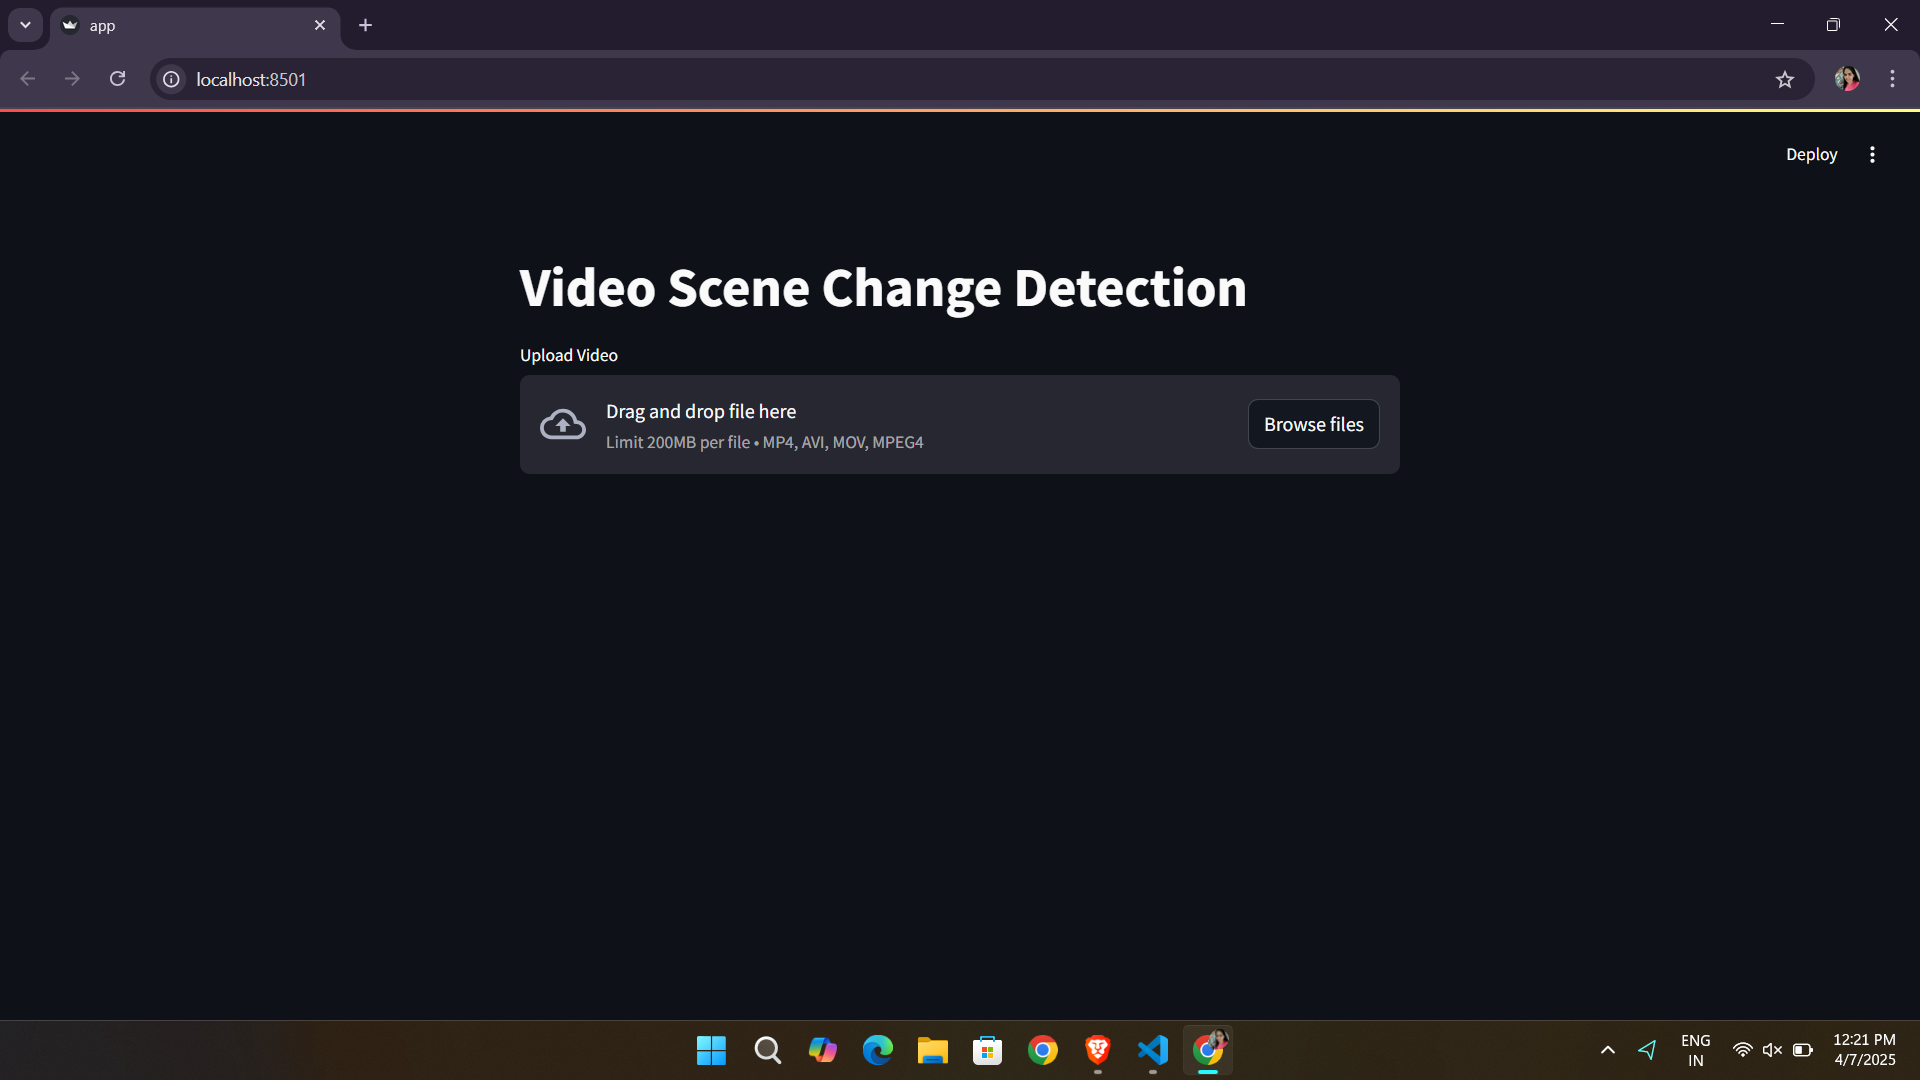 app
localhost:8501
Deploy
Video Scene Change Detection
Upload Video
Drag and drop file here
Limit 200MB per file • MP4, AVI, MOV, MPEG4
Browse files
ENG
IN
12:21 PM
4/7/2025